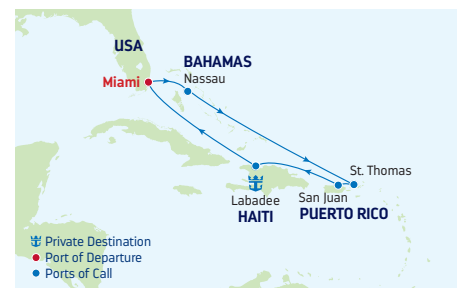 USA
BAHAMAS
Nassau
Miami
St. Thomas
San Juan
PUERTO RICO
Labadee
HAITI
Private Destination
Port of Departure
Ports of Call